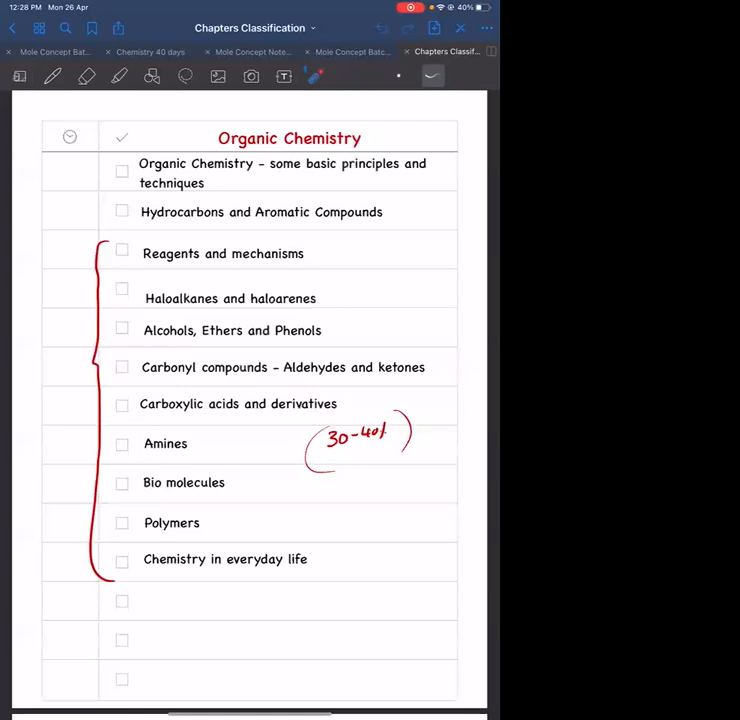 12:28 PM Mon 26 Apr
40%
Chapters Classification
Mole Concept Bat...
Chemistry 40 days
Mole Concept Note...
Mole Concept Batc...
Chapters Classif...
Organic Chemistry
Organic Chemistry - some basic principles and
techniques
Hydrocarbons and Aromatic Compounds
Reagents and mechanisms
Haloalkanes and haloarenes
Alcohols, Ethers and Phenols
Carbonyl compounds - Aldehydes and ketones
Carboxylic acids and derivatives
(30-40%)
Amines
Bio molecules
Polymers
Chemistry in everyday life